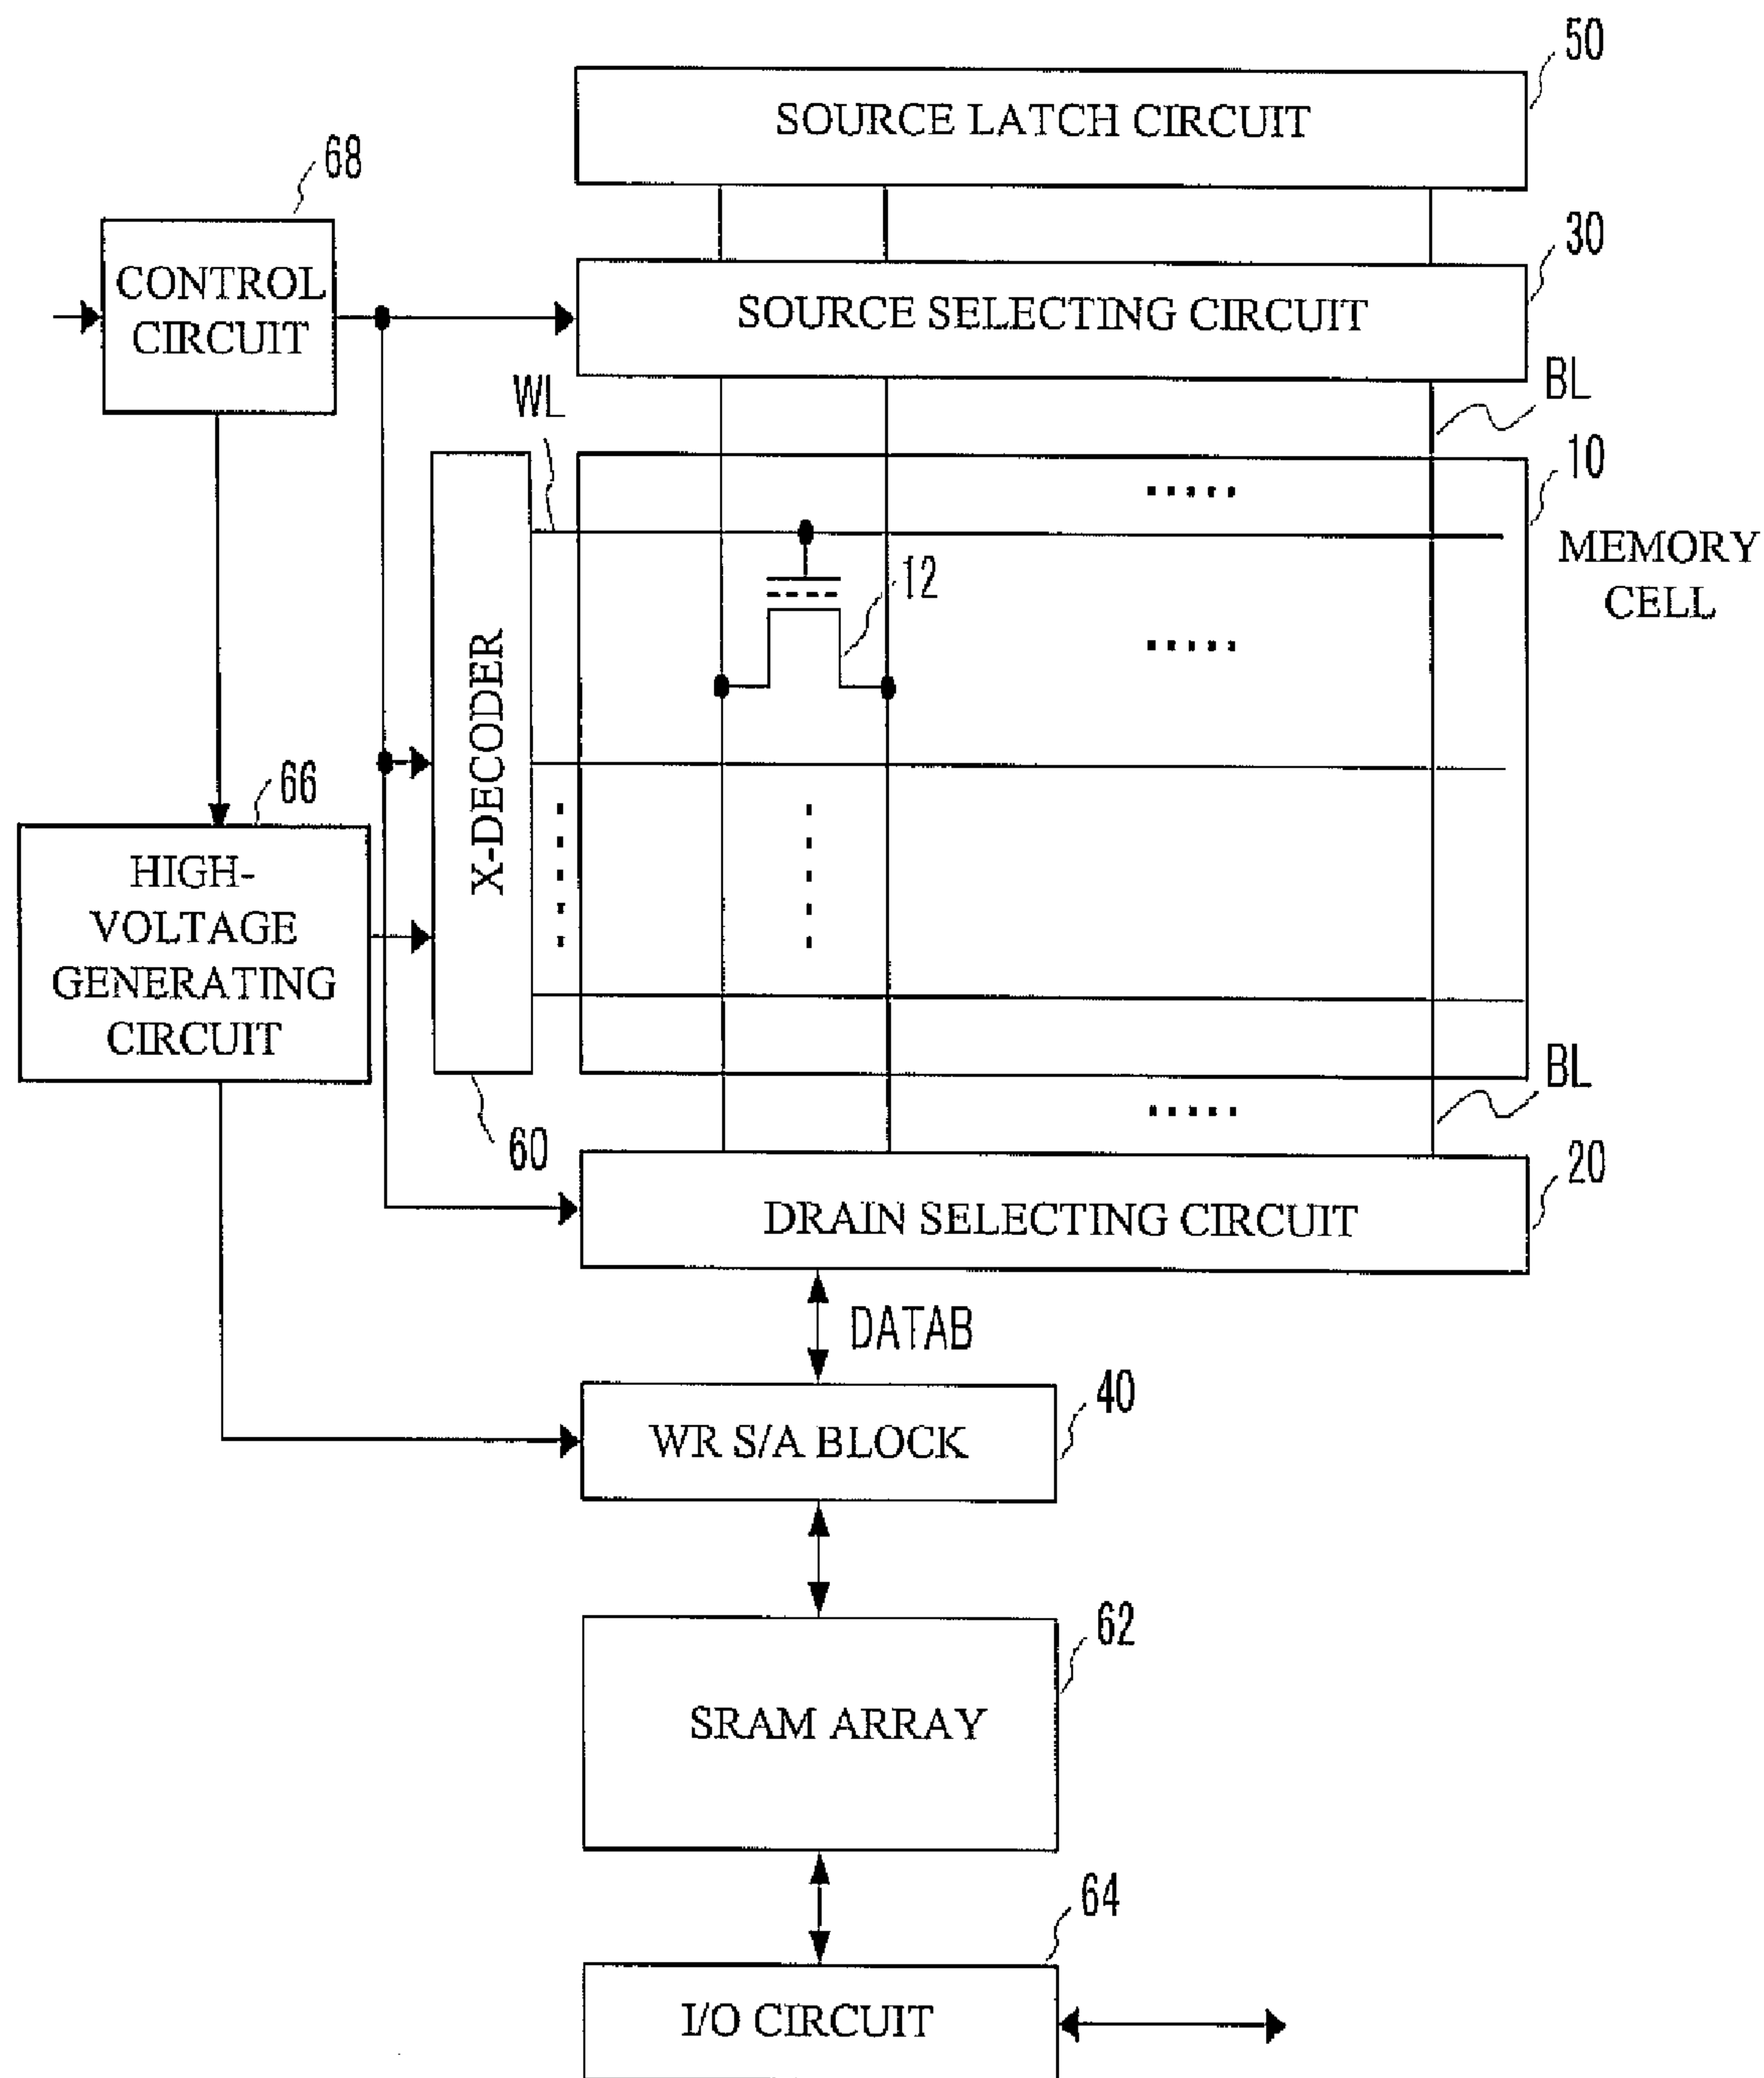 50
SOURCE LATCH CIRCUIT
68
30
CONTROL
CIRCUIT
SOURCE SELECTING CIRCUIT
WL
BL
10
MEMORY
CELL
12
X-DECODER
66
HIGH-
VOLTAGE
GENERATING
CIRCUIT
BL
60
20
DRAIN SELECTING CIRCUIT
DATAB
40
WR S/A BLOCK
62
SRAM ARRAY
64
I/O CIRCUIT